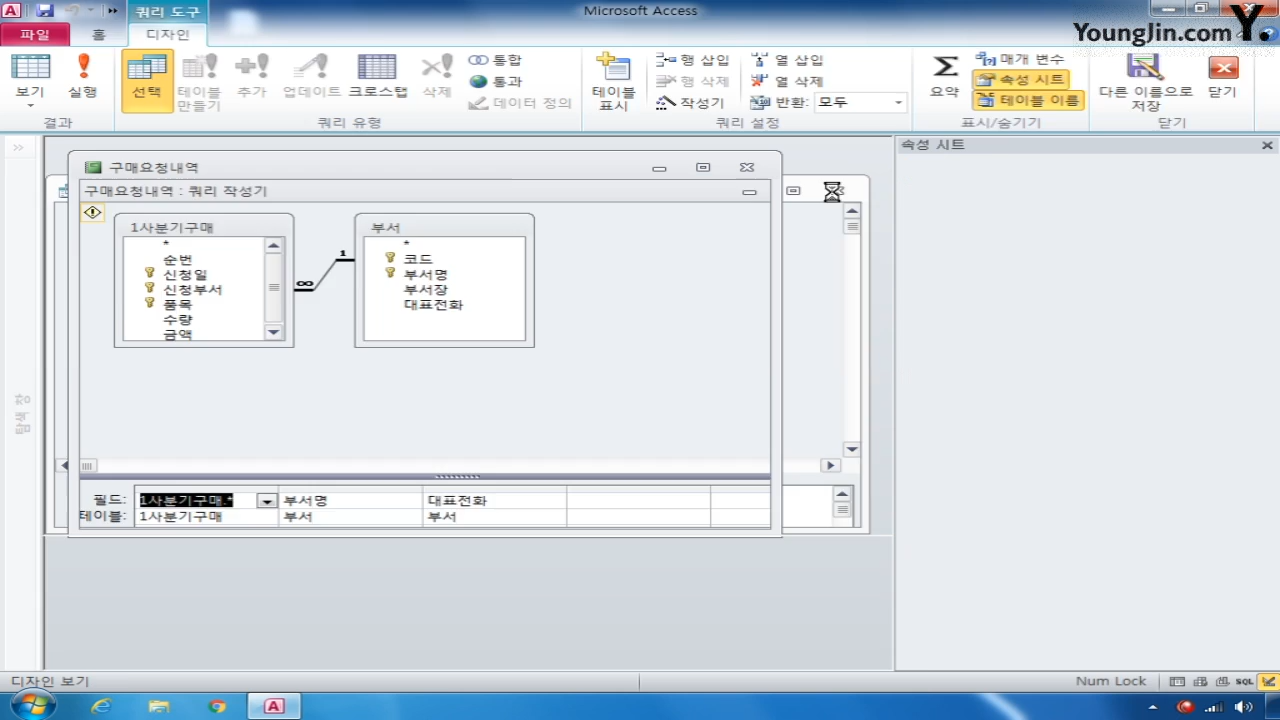 쿼리 도구
Microsoft Access
파일
홈
디자인
YoungJin.com Y.
보기
실행
결과
선택
테이블 만들기
추가
업데이트
크로스탭
삭제
통합
통과
데이터 정의
쿼리 유형
테이블 표시
행 삽입
행 삭제
작성기
열 삽입
열 삭제
반환: 모두
쿼리 설정
요약
매개 변수
속성 시트
테이블 이름
표시/숨기기
다른 이름으로 저장
닫기
닫기
속성 시트
구매요청내역
구매요청내역 : 쿼리 작성기
1사분기구매
*
순번
신청일
신청부서
품목
수량
금액
∞
1
부서
*
코드
부서명
부서장
대표전화
탐색 창
필드: 1사분기구매.* 부서명 대표전화
테이블: 1사분기구매 부서 부서
디자인 보기
Num Lock
SQL